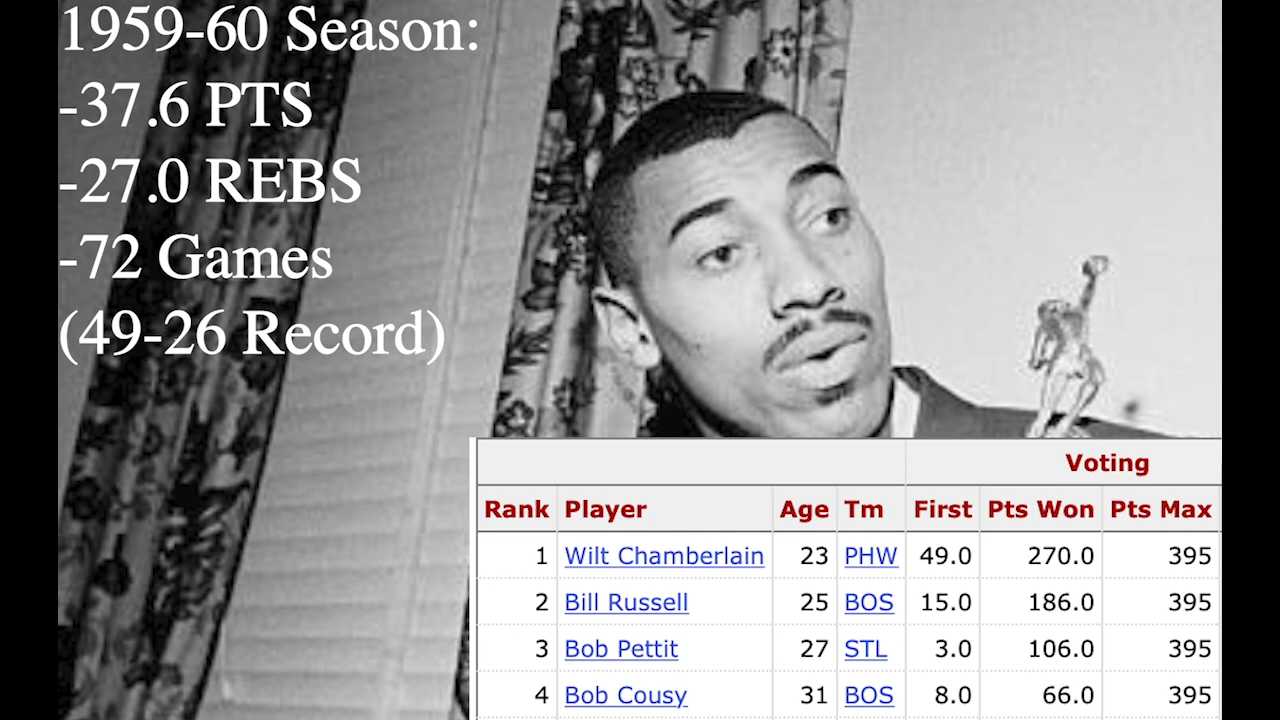 1959-60 Season:
-37.6 PTS
-27.0 REBS
-72 Games
(49-26 Record)
Voting
Rank Player Age Tm First Pts Won Pts Max
1 Wilt Chamberlain 23 PHW 49.0 270.0 395
2 Bill Russell 25 BOS 15.0 186.0 395
3 Bob Pettit 27 STL 3.0 106.0 395
4 Bob Cousy 31 BOS 8.0 66.0 395